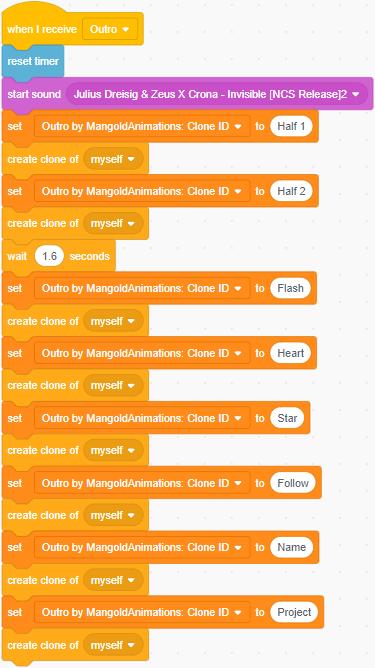 when I receive Outro
reset timer
start sound Julius Dreisig & Zeus X Crona - Invisible [NCS Release]2
set Outro by MangoldAnimations: Clone ID to Half 1
create clone of myself
set Outro by MangoldAnimations: Clone ID to Half 2
create clone of myself
wait 1.6 seconds
set Outro by MangoldAnimations: Clone ID to Flash
create clone of myself
set Outro by MangoldAnimations: Clone ID to Heart
create clone of myself
set Outro by MangoldAnimations: Clone ID to Star
create clone of myself
set Outro by MangoldAnimations: Clone ID to Follow
create clone of myself
set Outro by MangoldAnimations: Clone ID to Name
create clone of myself
set Outro by MangoldAnimations: Clone ID to Project
create clone of myself